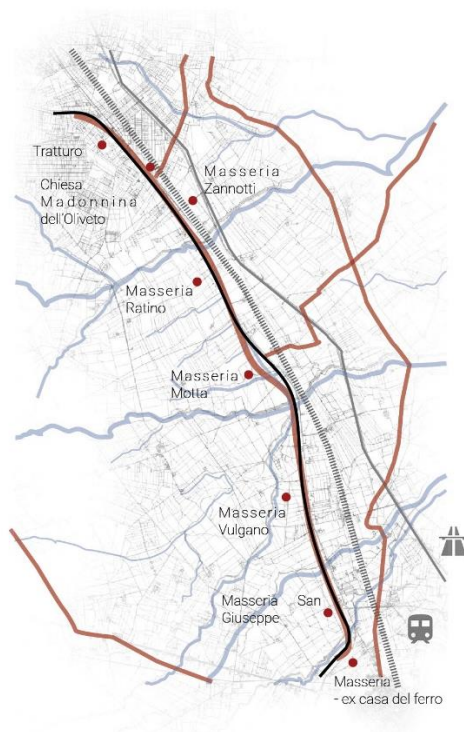 Tratturo
Chiesa
Madonnina
dell'Oliveto
Masseria
Zannotti
Masseria
Ratino
Masseria
Motta
Masseria
Vulgano
Masseria San
Giuseppe
Masseria
- ex casa del ferro